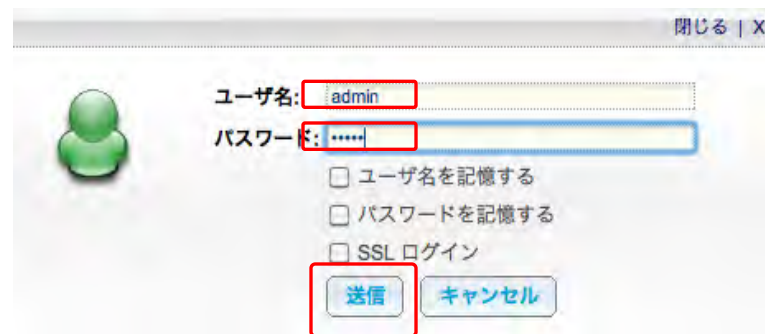 閉じる | X
ユーザ名: admin
パスワード: •••••
ユーザ名を記憶する
パスワードを記憶する
SSL ログイン
送信 キャンセル